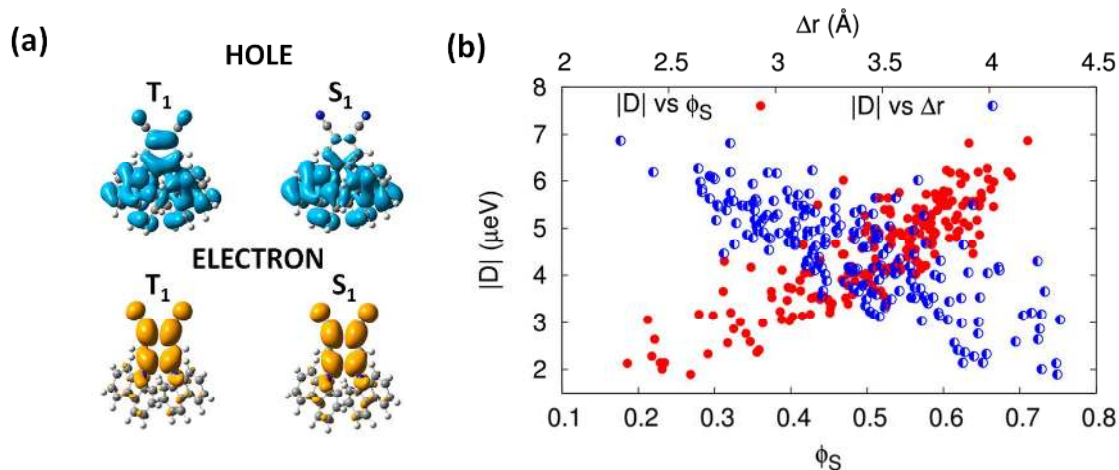 (a)
HOLE
T₁
S₁
ELECTRON
T₁
S₁
(b)
Δr (Å)
2 2.5 3 3.5 4 4.5
|D| vs ϕS
|D| vs Δr
|D| (μeV)
8
7
6
5
4
3
2
0.1 0.2 0.3 0.4 0.5 0.6 0.7 0.8
ϕS